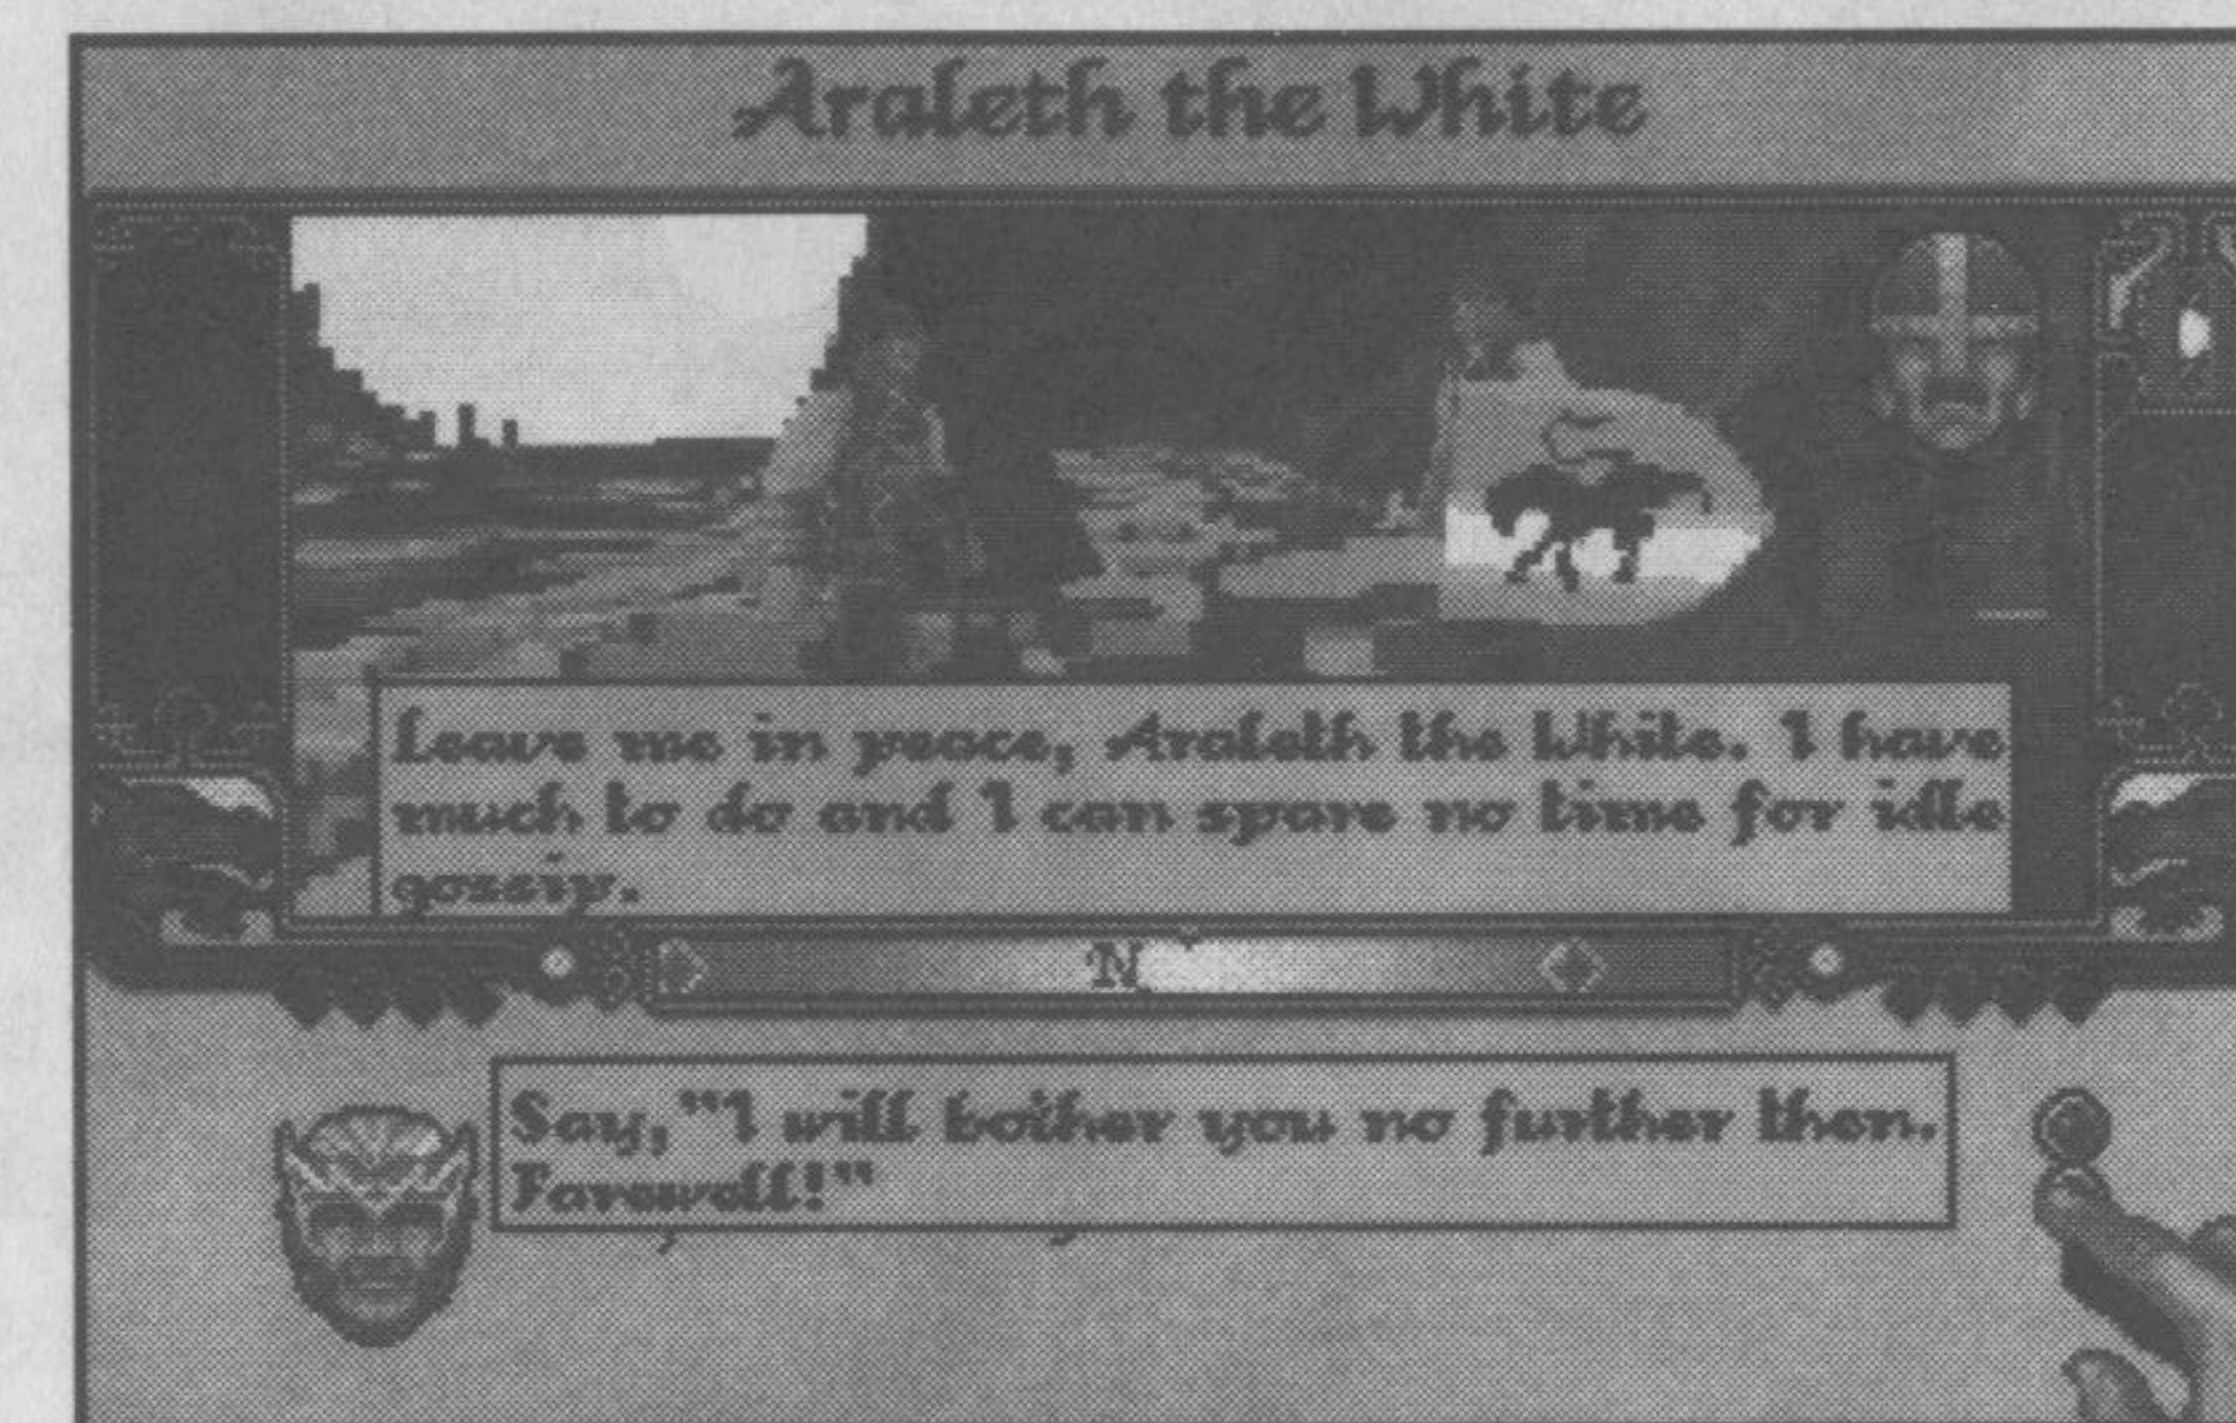 Araleth the White
Leave me in peace, Araleth the White. I have
much to do and I can spare no time for idle
gossip.
N
Say,"I will bother you no further then.
Farewell!"